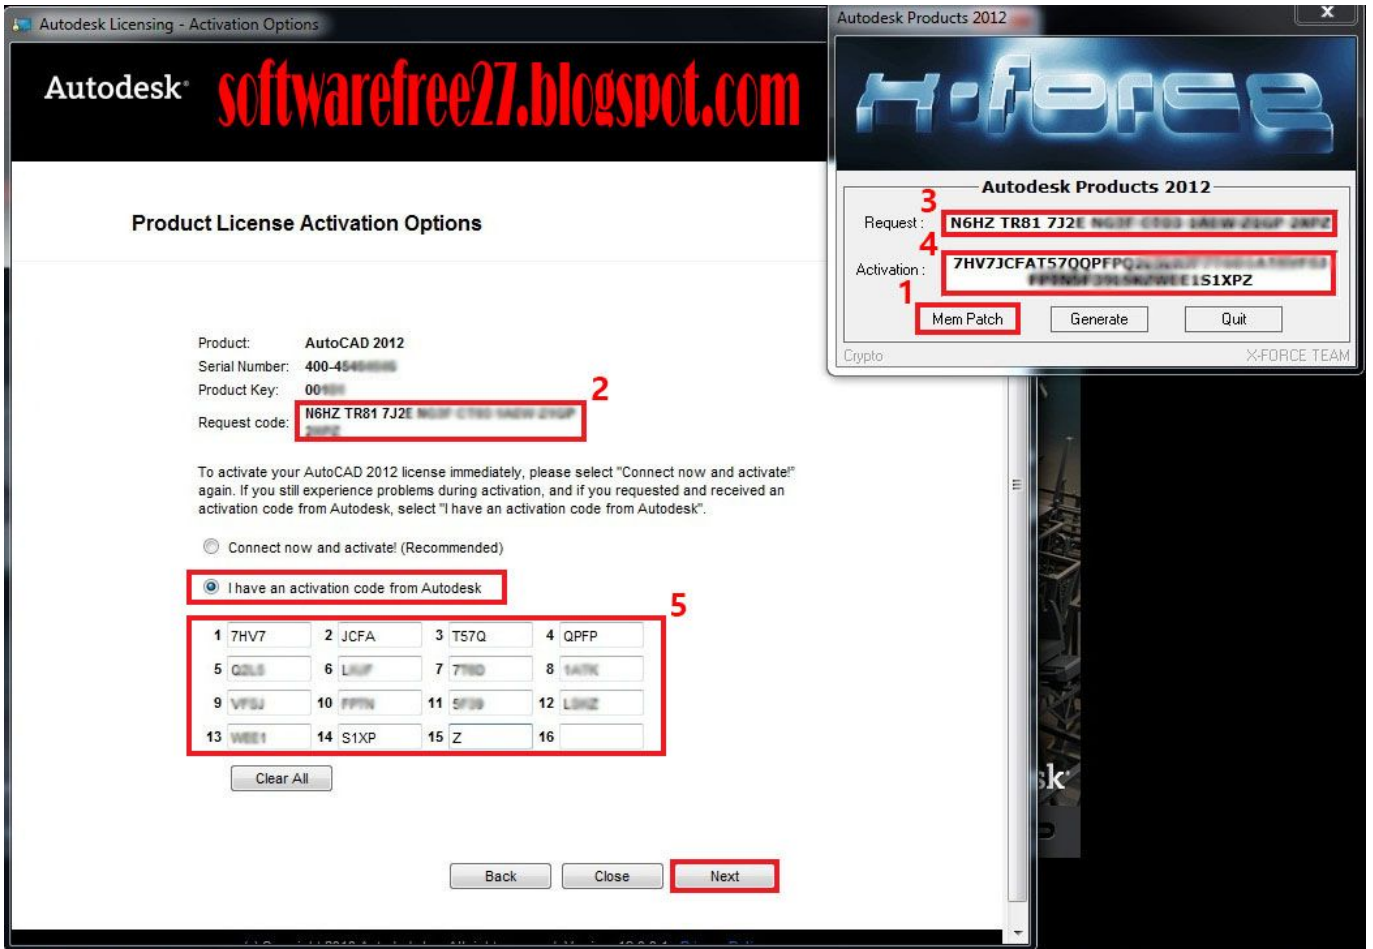 Autodesk Licensing - Activation Options
Autodesk
softwarefree27.blogspot.com
Product License Activation Options
Product: AutoCAD 2012
Serial Number: 400-4
Product Key: 00
2
Request code: N6HZ TR81 7J2E
To activate your AutoCAD 2012 license immediately, please select "Connect now and activate!"
again. If you still experience problems during activation, and if you requested and received an
activation code from Autodesk, select "I have an activation code from Autodesk".
Connect now and activate! (Recommended)
I have an activation code from Autodesk
5
1 7HV7 2 JCFA 3 T57Q 4 QPFP
5 6 7 8
9 10 11 12
13 14 S1XP 15 Z 16
Clear All
Back Close Next
Autodesk Products 2012
x
X-Force
Autodesk Products 2012
3
Request : N6HZ TR81 7J2E
4
Activation : 7HV7JCFAT57QQPFPQ
1S1XPZ
1
Mem Patch Generate Quit
Crypto X-FORCE TEAM
sk